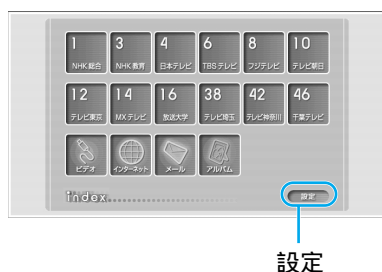 1 3 4 6 8 10
NHK総合 NHK教育 日本テレビ TBSテレビ フジテレビ テレビ朝日
12 14 16 38 42 46
テレビ東京 MXテレビ 放送大学 テレビ埼玉 テレビ神奈川 千葉テレビ
ビデオ インターネット メール アルバム
index 設定
設定